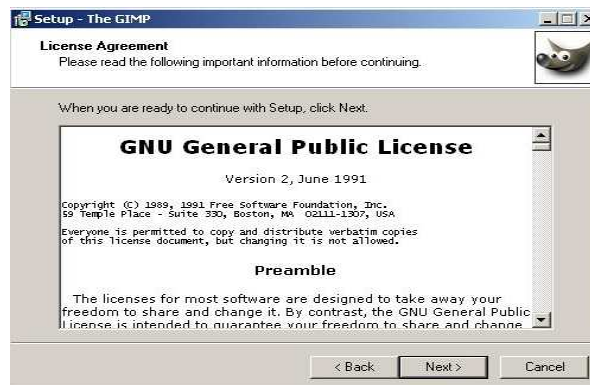 Setup - The GIMP
License Agreement
Please read the following important information before continuing.
When you are ready to continue with Setup, click Next.
GNU General Public License
Version 2, June 1991
Copyright (C) 1989, 1991 Free Software Foundation, Inc.
59 Temple Place - Suite 330, Boston, MA 02111-1307, USA
Everyone is permitted to copy and distribute verbatim copies
of this license document, but changing it is not allowed.
Preamble
The licenses for most software are designed to take away your
freedom to share and change it. By contrast, the GNU General Public
License is intended to guarantee your freedom to share and change
< Back
Next >
Cancel